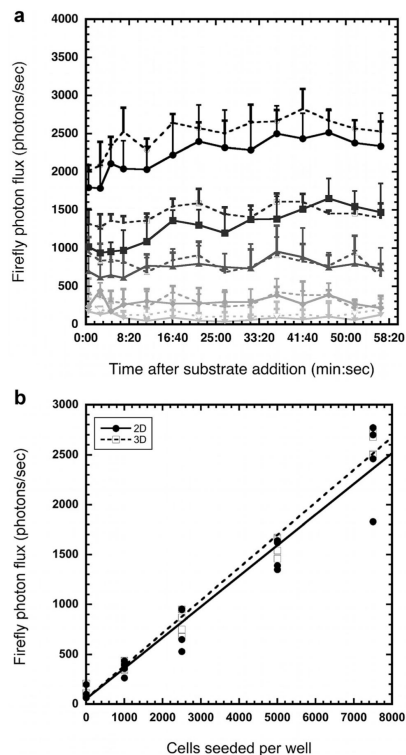 a
Firefly photon flux (photons/sec)
4000
3500
3000
2500
2000
1500
1000
500
0
0:00 8:20 16:40 25:00 33:20 41:40 50:00 58:20
Time after substrate addition (min:sec)
b
Firefly photon flux (photons/sec)
3000
2500
2000
1500
1000
500
0
2D
3D
0 1000 2000 3000 4000 5000 6000 7000 8000
Cells seeded per well